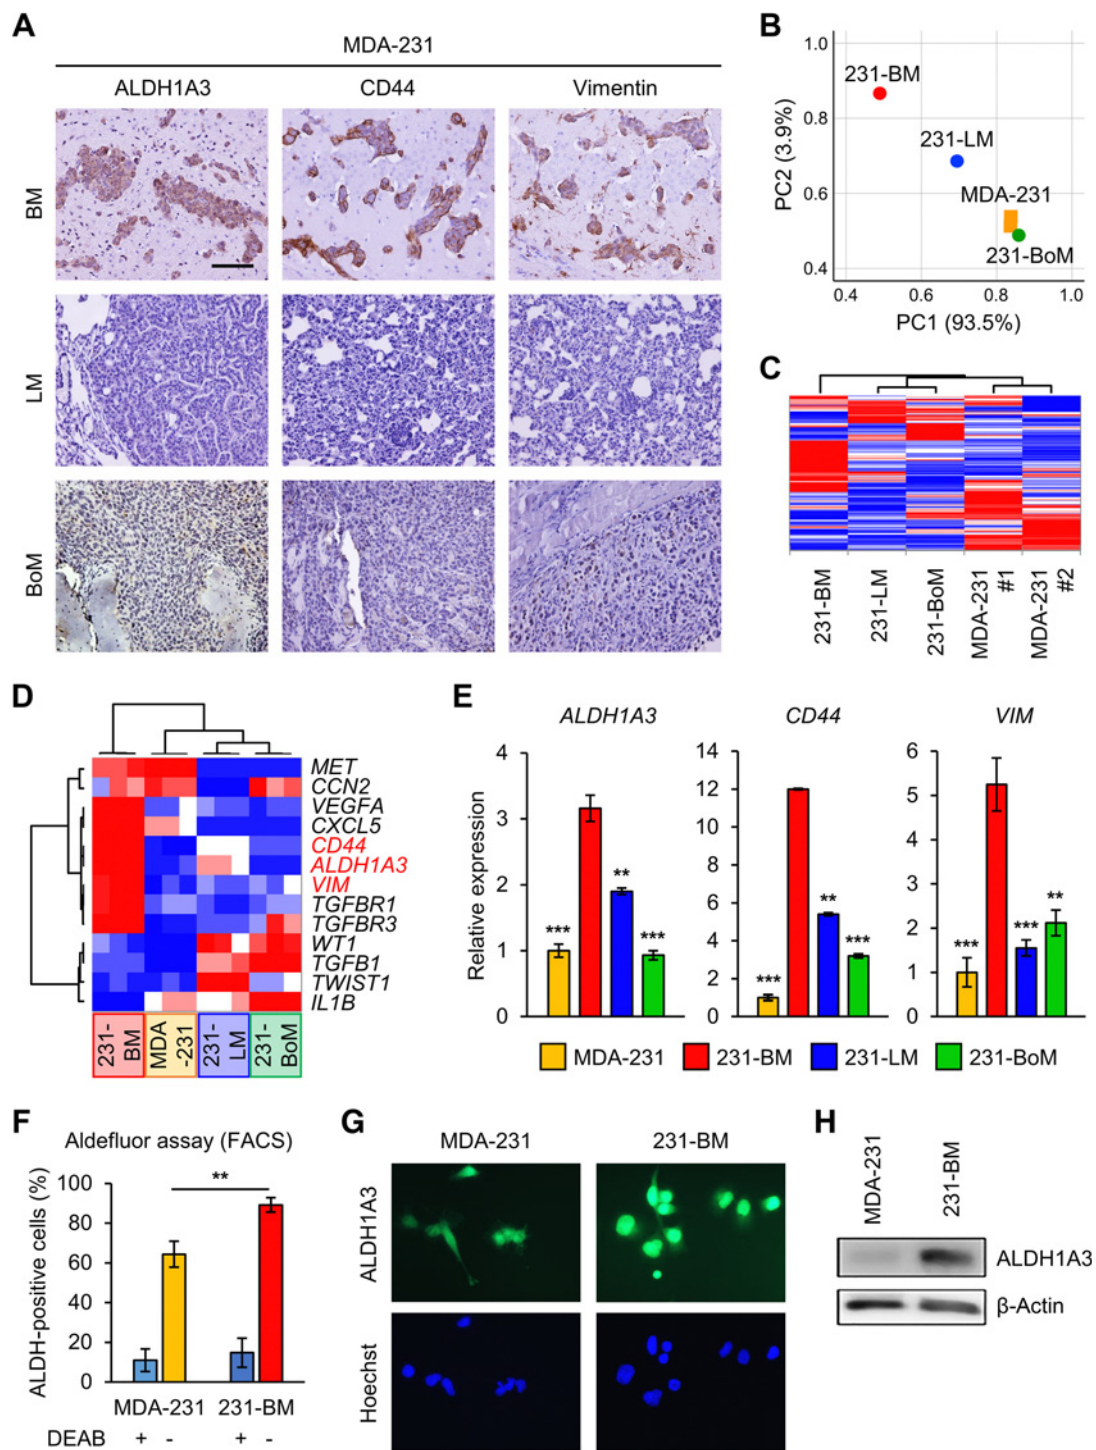 A
MDA-231
ALDH1A3 CD44 Vimentin
BM
LM
BoM
B
1.0
0.8
0.6
0.4
PC2 (3.9%)
231-BM
231-LM
MDA-231
231-BoM
0.4 0.6 0.8 1.0
PC1 (93.5%)
C
231-BM
231-LM
231-BoM
MDA-231
#1
MDA-231
#2
D
MET
CCN2
VEGFA
CXCL5
CD44
ALDH1A3
VIM
TGFBR1
TGFBR3
WT1
TGFB1
TWIST1
IL1B
231-
BM
MDA
-231
231-
LM
231-
BoM
E
ALDH1A3
Relative expression
4
3
2
1
0
***
**
***
CD44
14
12
10
8
6
4
2
0
***
**
***
VIM
6
5
4
3
2
1
0
***
***
**
MDA-231 231-BM 231-LM 231-BoM
F
Aldefluor assay (FACS)
ALDH-positive cells (%)
100
80
60
40
20
0
**
MDA-231 231-BM
DEAB + - + -
G
MDA-231 231-BM
ALDH1A3
Hoechst
H
MDA-231
231-BM
ALDH1A3
β-Actin